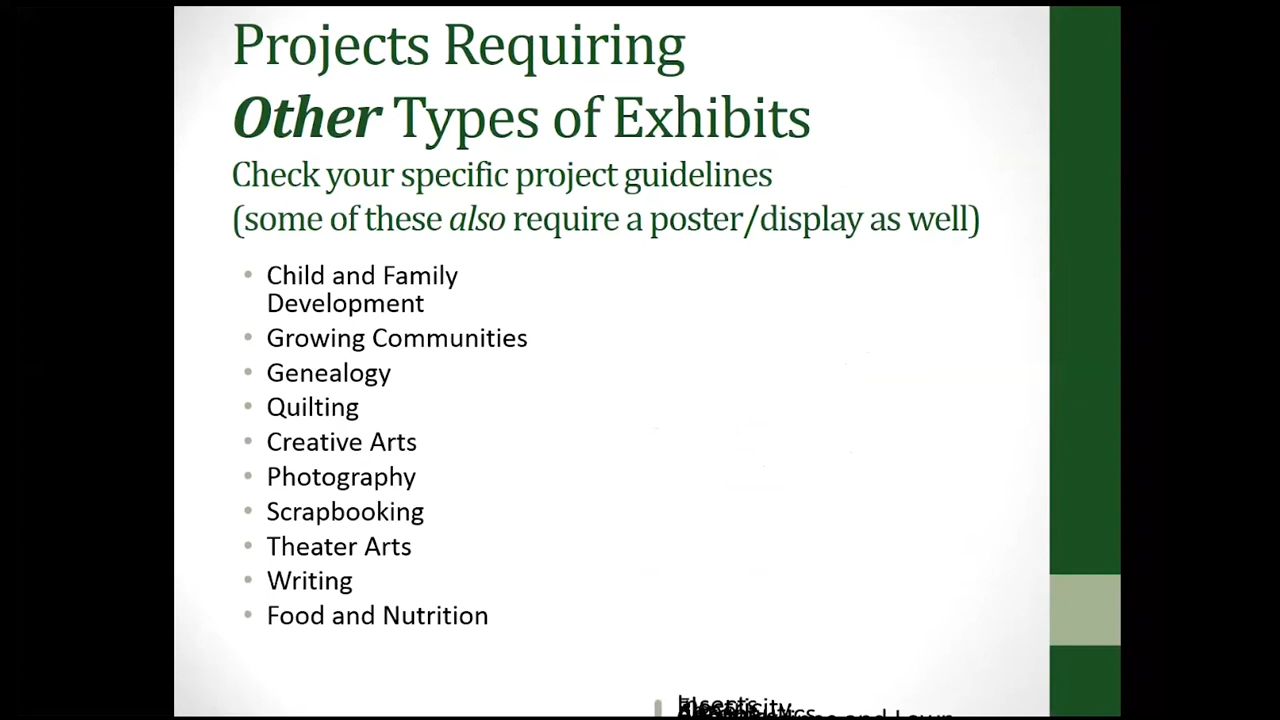 Projects Requiring
Other Types of Exhibits
Check your specific project guidelines
(some of these also require a poster/display as well)
• Child and Family
Development
• Growing Communities
• Genealogy
• Quilting
• Creative Arts
• Photography
• Scrapbooking
• Theater Arts
• Writing
• Food and Nutrition